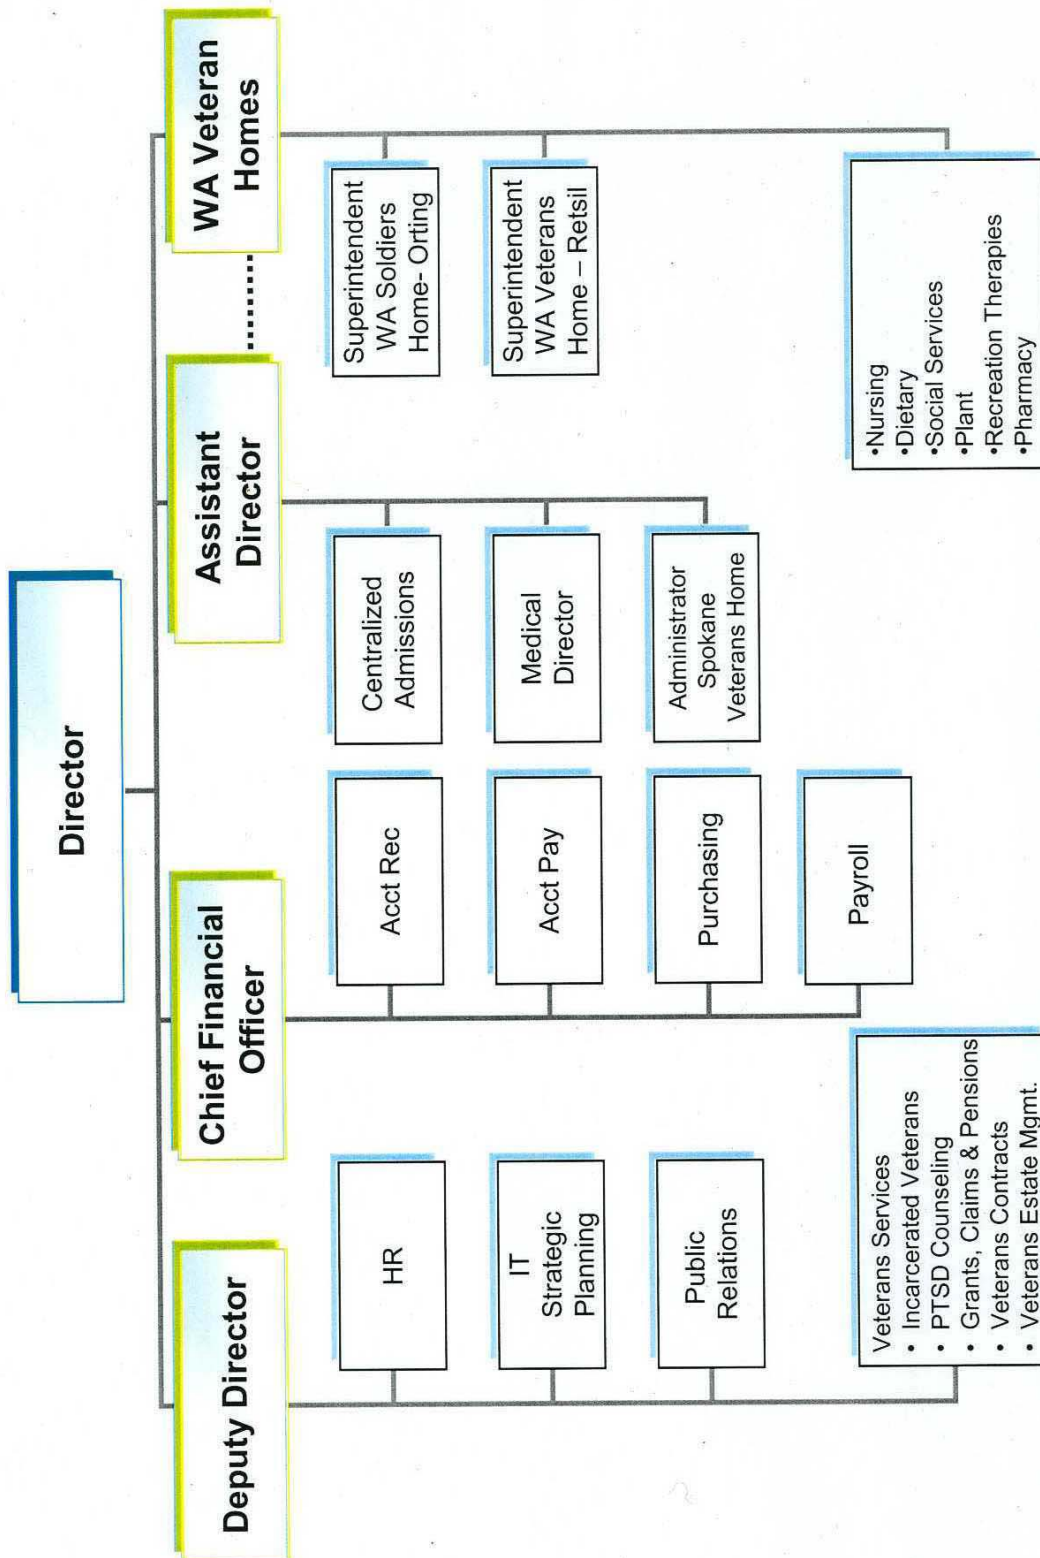 Director
Deputy Director
Chief Financial
Officer
Assistant
Director
WA Veteran
Homes
HR
IT
Strategic
Planning
Public
Relations
Veterans Services
• Incarcerated Veterans
• PTSD Counseling
• Grants, Claims & Pensions
• Veterans Contracts
• Veterans Estate Mgmt.
Acct Rec
Acct Pay
Purchasing
Payroll
Centralized
Admissions
Medical
Director
Administrator
Spokane
Veterans Home
Superintendent
WA Soldiers
Home- Orting
Superintendent
WA Veterans
Home – Retsil
•Nursing
•Dietary
•Social Services
•Plant
•Recreation Therapies
•Pharmacy